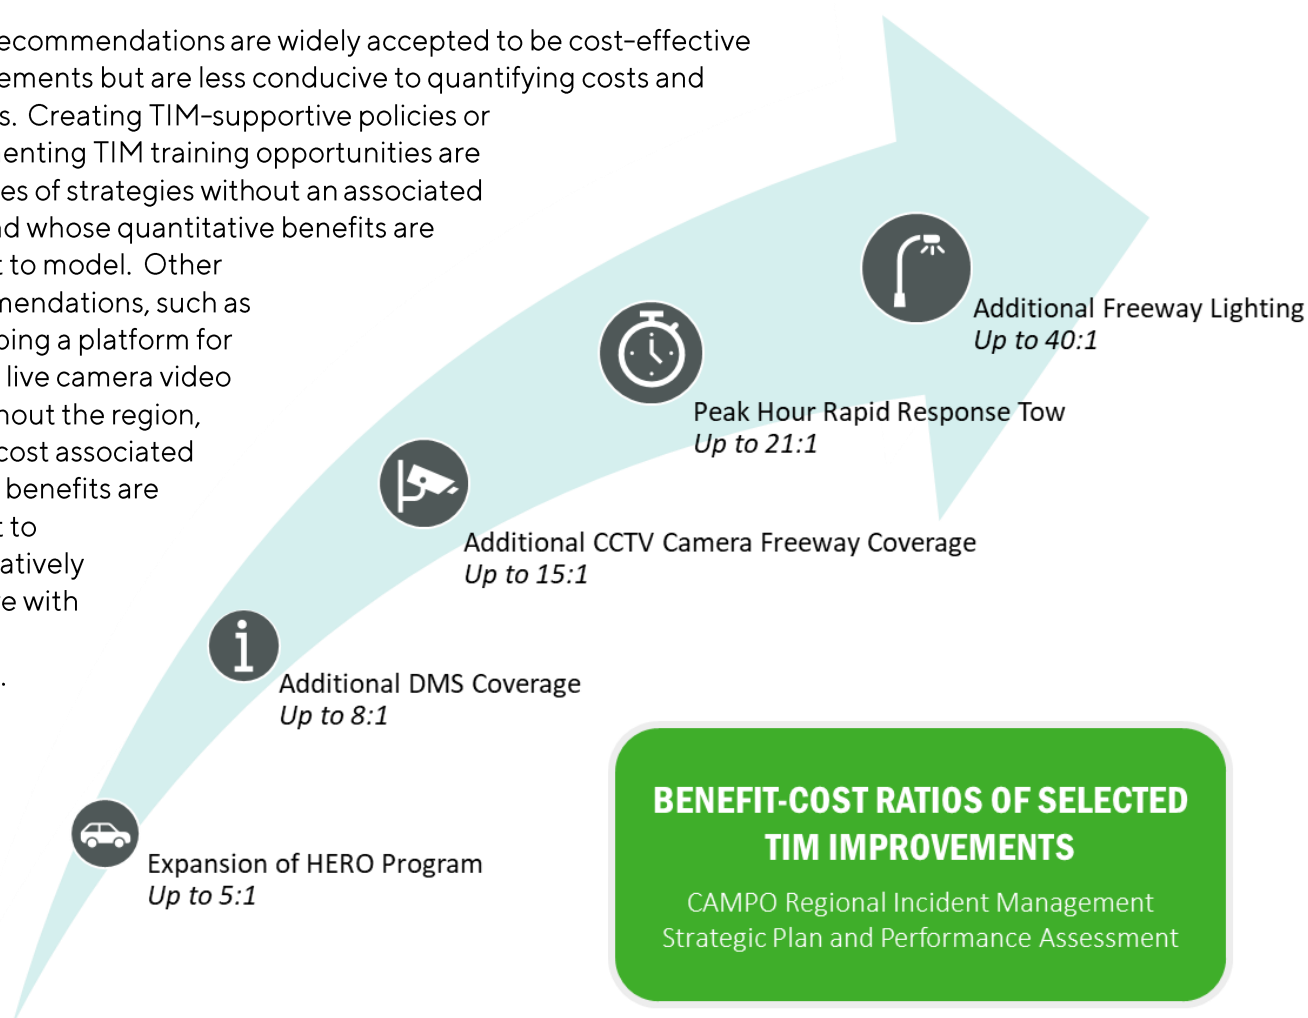 ecommendations are widely accepted to be cost-effective
ements but are less conducive to quantifying costs and
s. Creating TIM-supportive policies or
enting TIM training opportunities are
es of strategies without an associated
d whose quantitative benefits are
t to model. Other
mendations, such as
ping a platform for
live camera video
hout the region,
cost associated
benefits are
t to
atively
e with
.
Additional Freeway Lighting
Up to 40:1
Peak Hour Rapid Response Tow
Up to 21:1
Additional CCTV Camera Freeway Coverage
Up to 15:1
Additional DMS Coverage
Up to 8:1
Expansion of HERO Program
Up to 5:1
BENEFIT-COST RATIOS OF SELECTED
TIM IMPROVEMENTS
CAMPO Regional Incident Management
Strategic Plan and Performance Assessment